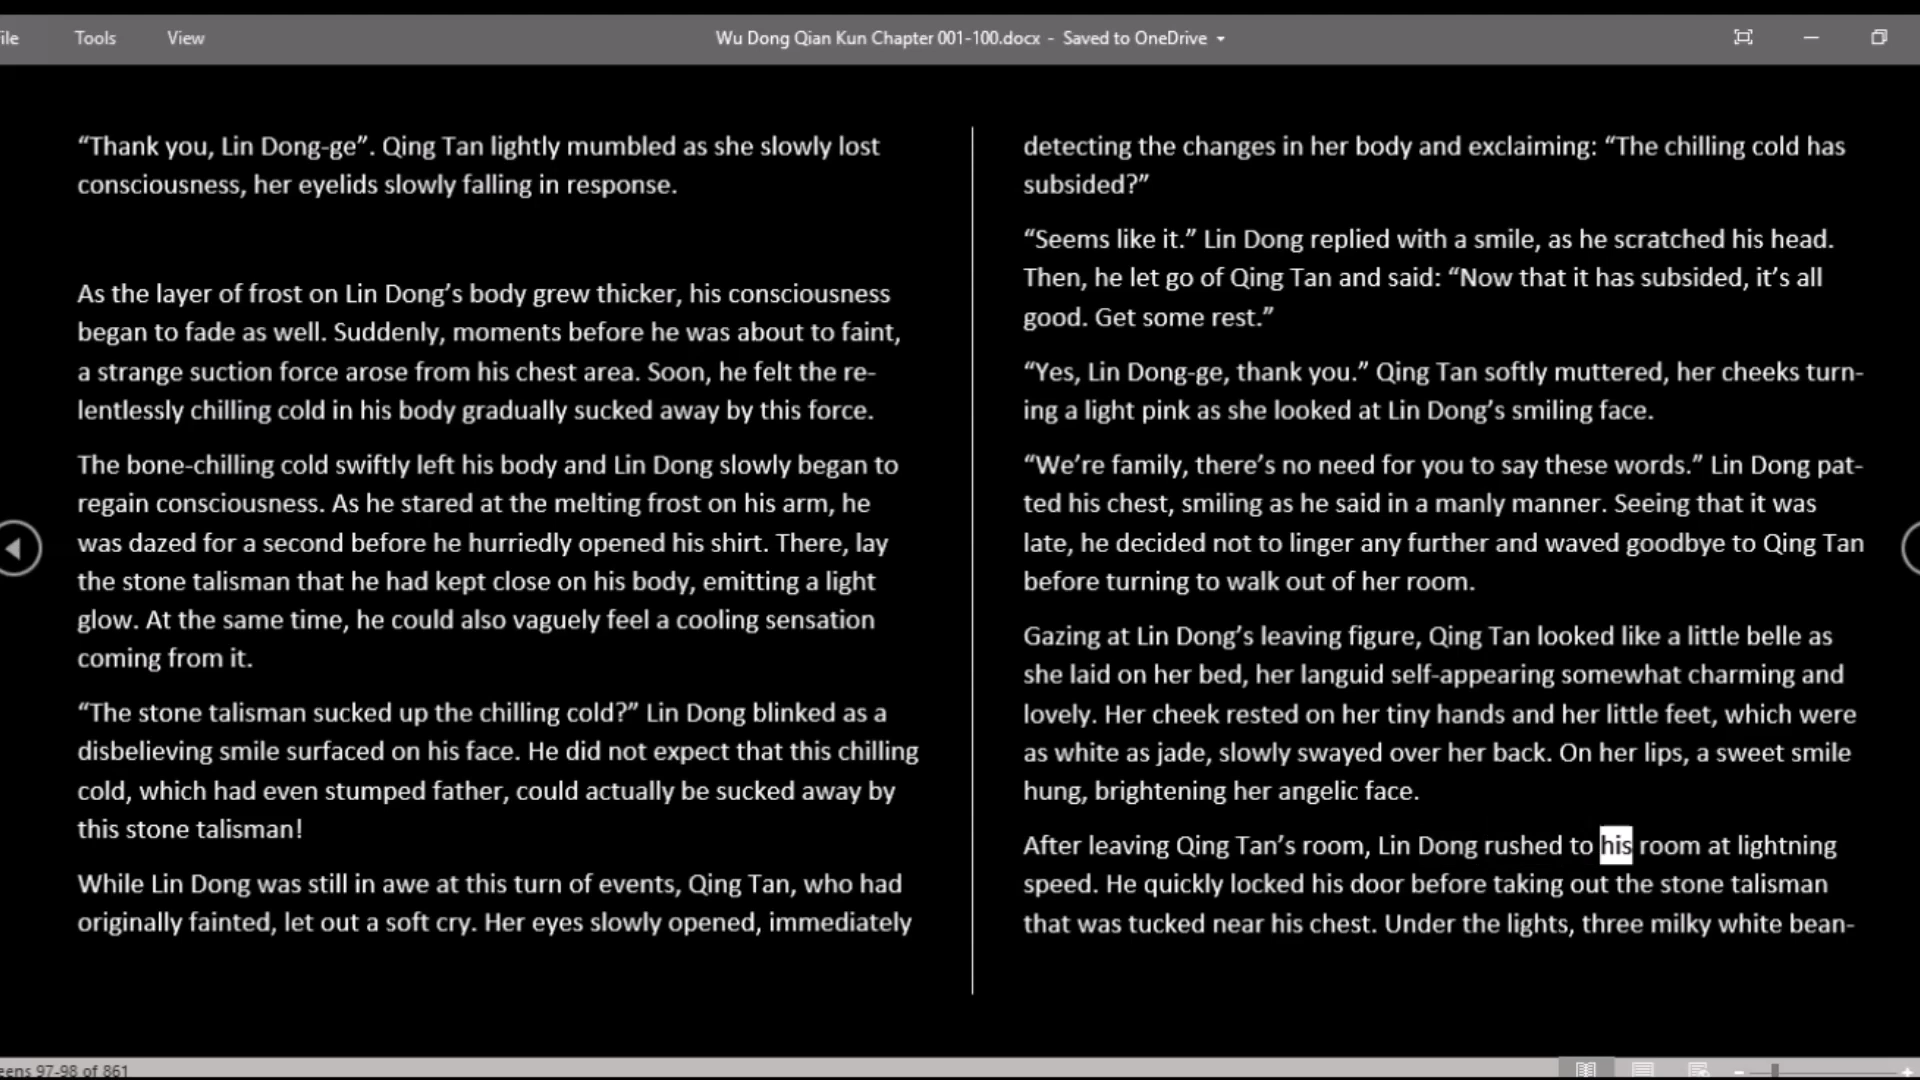 Tools View Wu Dong Qian Kun Chapter 001-100.docx - Saved to OneDrive
“Thank you, Lin Dong-ge”. Qing Tan lightly mumbled as she slowly lost
consciousness, her eyelids slowly falling in response.
As the layer of frost on Lin Dong’s body grew thicker, his consciousness
began to fade as well. Suddenly, moments before he was about to faint,
a strange suction force arose from his chest area. Soon, he felt the re-
lentlessly chilling cold in his body gradually sucked away by this force.
The bone-chilling cold swiftly left his body and Lin Dong slowly began to
regain consciousness. As he stared at the melting frost on his arm, he
was dazed for a second before he hurriedly opened his shirt. There, lay
the stone talisman that he had kept close on his body, emitting a light
glow. At the same time, he could also vaguely feel a cooling sensation
coming from it.
“The stone talisman sucked up the chilling cold?” Lin Dong blinked as a
disbelieving smile surfaced on his face. He did not expect that this chilling
cold, which had even stumped father, could actually be sucked away by
this stone talisman!
While Lin Dong was still in awe at this turn of events, Qing Tan, who had
originally fainted, let out a soft cry. Her eyes slowly opened, immediately
detecting the changes in her body and exclaiming: “The chilling cold has
subsided?”
“Seems like it.” Lin Dong replied with a smile, as he scratched his head.
Then, he let go of Qing Tan and said: “Now that it has subsided, it’s all
good. Get some rest.”
“Yes, Lin Dong-ge, thank you.” Qing Tan softly muttered, her cheeks turn-
ing a light pink as she looked at Lin Dong’s smiling face.
“We’re family, there’s no need for you to say these words.” Lin Dong pat-
ted his chest, smiling as he said in a manly manner. Seeing that it was
late, he decided not to linger any further and waved goodbye to Qing Tan
before turning to walk out of her room.
Gazing at Lin Dong’s leaving figure, Qing Tan looked like a little belle as
she laid on her bed, her languid self-appearing somewhat charming and
lovely. Her cheek rested on her tiny hands and her little feet, which were
as white as jade, slowly swayed over her back. On her lips, a sweet smile
hung, brightening her angelic face.
After leaving Qing Tan’s room, Lin Dong rushed to his room at lightning
speed. He quickly locked his door before taking out the stone talisman
that was tucked near his chest. Under the lights, three milky white bean-
97-98 of 861